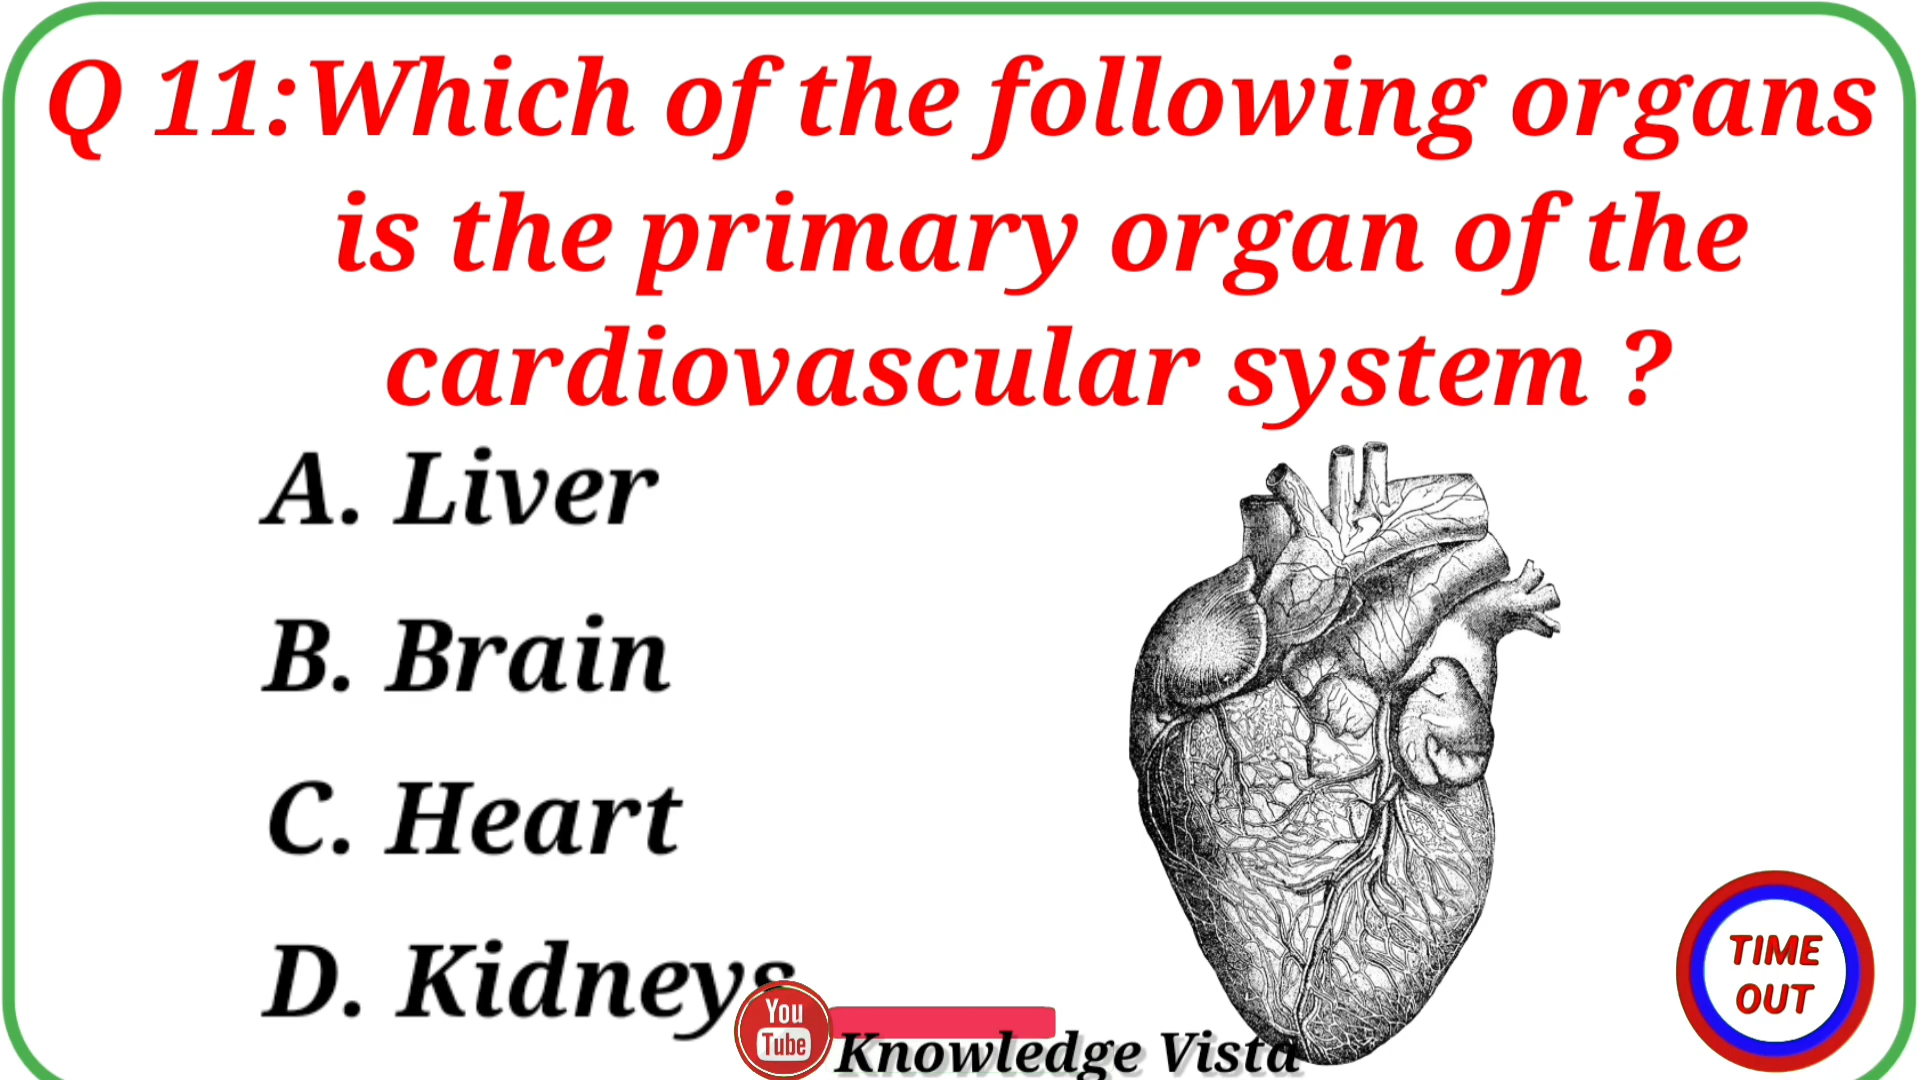 Q 11:Which of the following organs
is the primary organ of the
cardiovascular system ?
A. Liver
B. Brain
C. Heart
D. Kidneys
TIME
OUT
You
Tube
Knowledge Vista